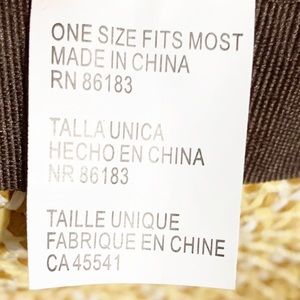 ONE SIZE FITS MOST
MADE IN CHINA
RN 86183
TALLA UNICA
HECHO EN CHINA
NR 86183
TAILLE UNIQUE
FABRIQUE EN CHINE
CA 45541